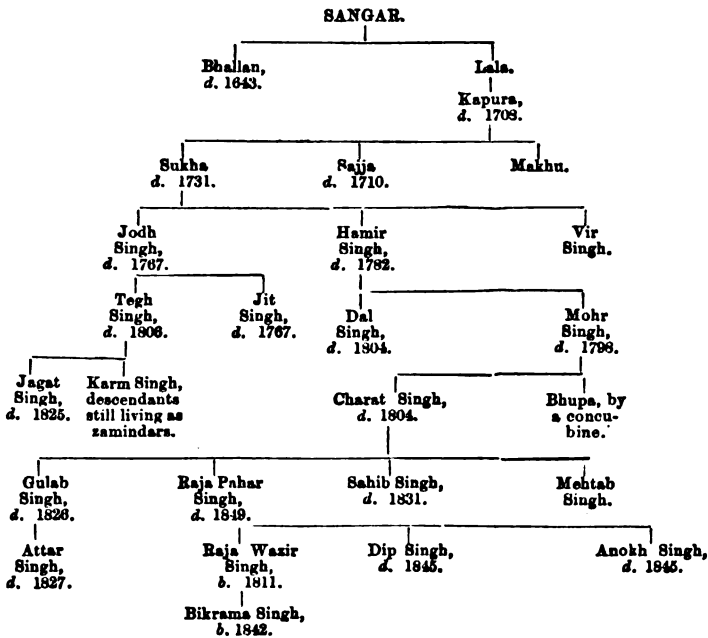 SANGAR.
Bhallan, Lala.
d. 1643.
Kapura,
d. 1708.
Sukha Sajja Makhu.
d. 1731. d. 1710.
Jodh Hamir Vir
Singh, Singh, Singh.
d. 1767. d. 1782.
Tegh Jit Dal Mohr
Singh, Singh, Singh, Singh,
d. 1806. d. 1767. d. 1804. d. 1798.
Jagat Karm Singh, Charat Singh, Bhupa, by
Singh, descendants d. 1804. a concu-
d. 1825. still living as bine.
zamindars.
Gulab Raja Pahar Sahib Singh, Mehtab
Singh, Singh, d. 1831. Singh.
d. 1826. d. 1849.
Attar Raja Wazir Dip Singh, Anokh Singh,
Singh, Singh, d. 1845. d. 1845.
d. 1827. b. 1811.
Bikrama Singh,
b. 1842.